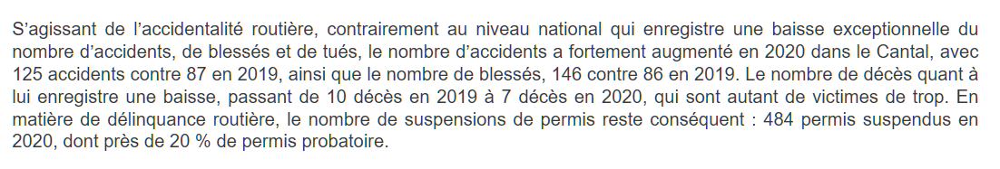 S’agissant de l’accidentalité routière, contrairement au niveau national qui enregistre une baisse exceptionnelle du
nombre d’accidents, de blessés et de tués, le nombre d’accidents a fortement augmenté en 2020 dans le Cantal, avec
125 accidents contre 87 en 2019, ainsi que le nombre de blessés, 146 contre 86 en 2019. Le nombre de décès quant à
lui enregistre une baisse, passant de 10 décès en 2019 à 7 décès en 2020, qui sont autant de victimes de trop. En
matière de délinquance routière, le nombre de suspensions de permis reste conséquent : 484 permis suspendus en
2020, dont près de 20 % de permis probatoire.